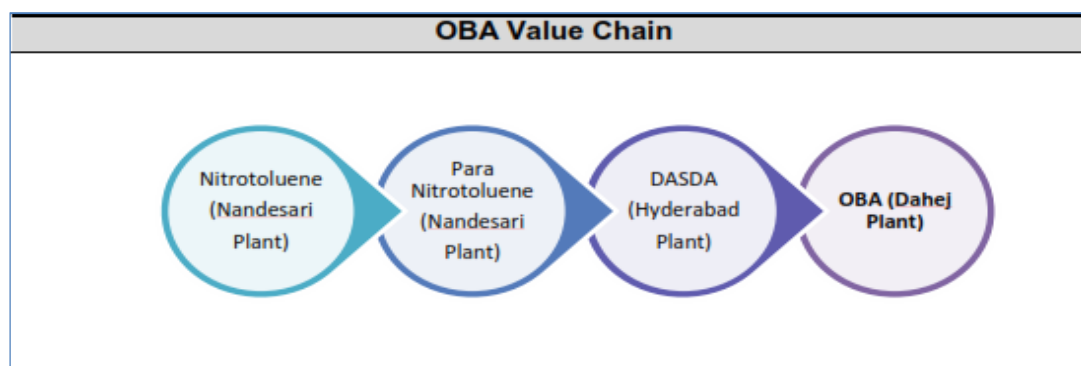 OBA Value Chain
Nitrotoluene
(Nandesari
Plant)
Para
Nitrotoluene
(Nandesari
Plant)
DASDA
(Hyderabad
Plant)
OBA (Dahej
Plant)